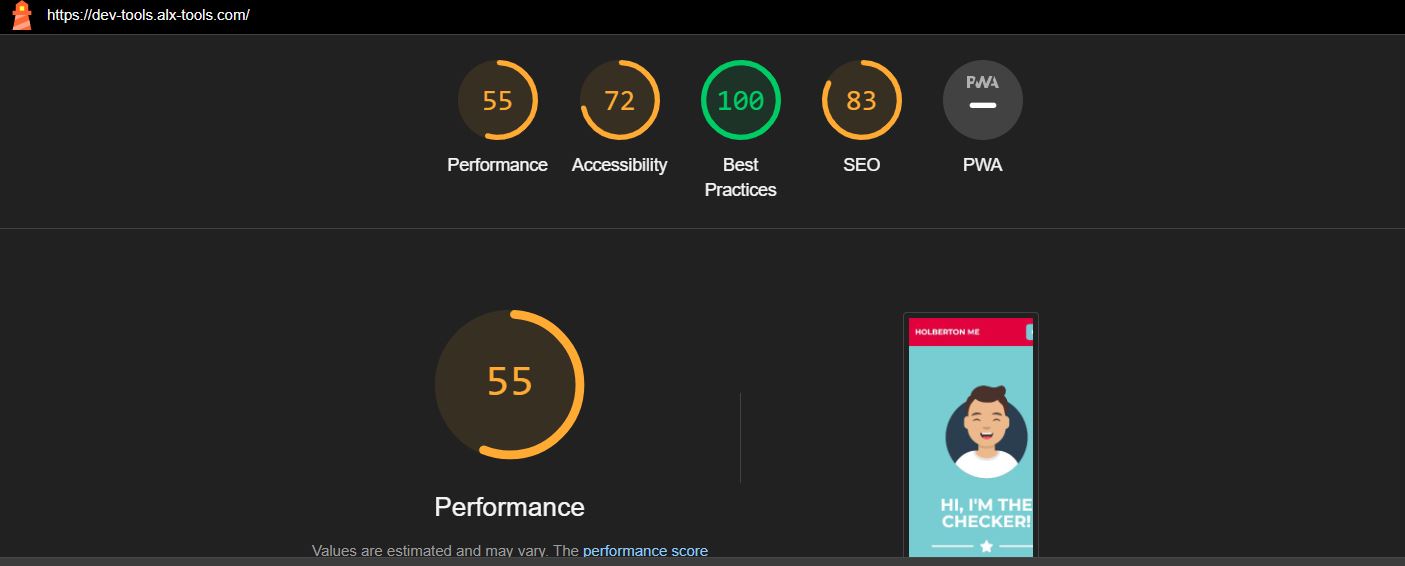 https://dev-tools.alx-tools.com/
55
72
100
83
PWA
Performance
Accessibility
Best
Practices
SEO
PWA
55
Performance
Values are estimated and may vary. The performance score
HOLBERTON ME
HI, I'M THE
CHECKER!